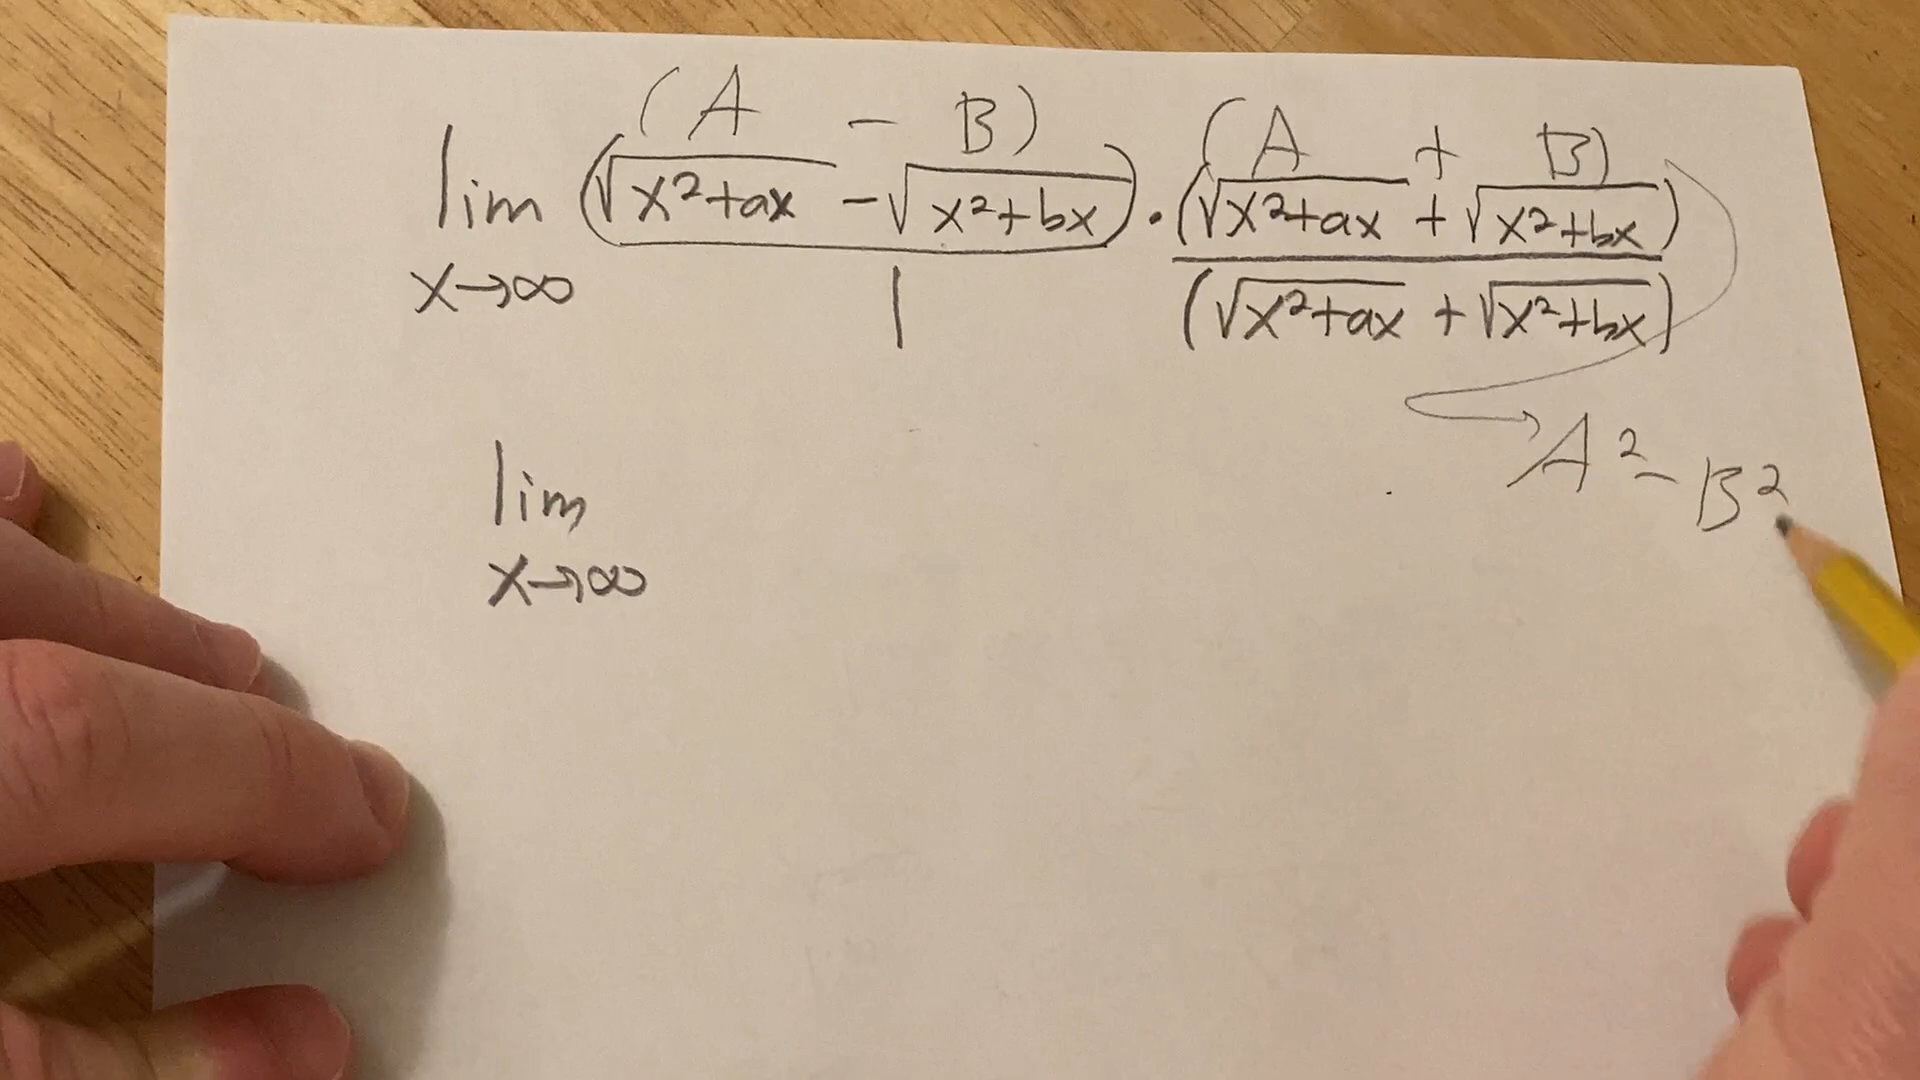 (A - B) (A + B)
lim (√x²+ax - √x²+bx) · (√x²+ax + √x²+bx)
x→∞ 1 (√x²+ax + √x²+bx)
A² - B²
lim
x→∞